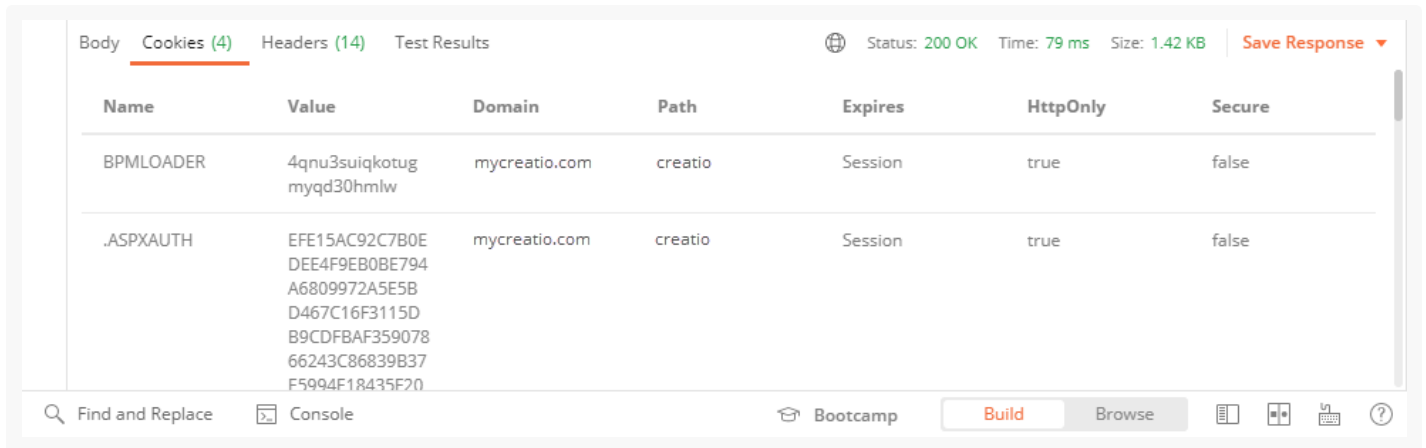 Body Cookies (4) Headers (14) Test Results Status: 200 OK Time: 79 ms Size: 1.42 KB Save Response
Name Value Domain Path Expires HttpOnly Secure
BPMLOADER 4qnu3suiqkotug mycreatio.com creatio Session true false
myqd30hmlw
.ASPXAUTH EFE15AC92C7B0E mycreatio.com creatio Session true false
DEE4F9EB0BE794
A6809972A5E5B
D467C16F3115D
B9CDFBAF359078
66243C86839B37
E5994E18435E20
Find and Replace Console Bootcamp Build Browse